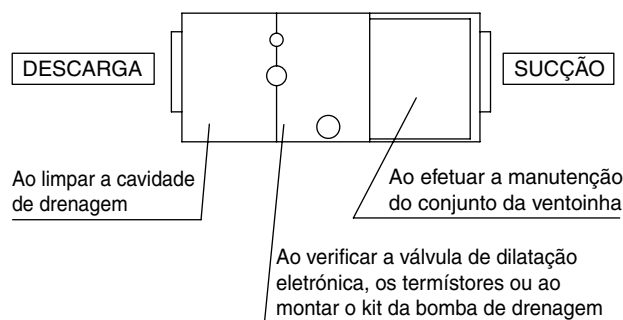 DESCARGA
SUCÇÃO
Ao limpar a cavidade
de drenagem
Ao efetuar a manutenção
do conjunto da ventoinha
Ao verificar a válvula de dilatação
eletrónica, os termístores ou ao
montar o kit da bomba de drenagem